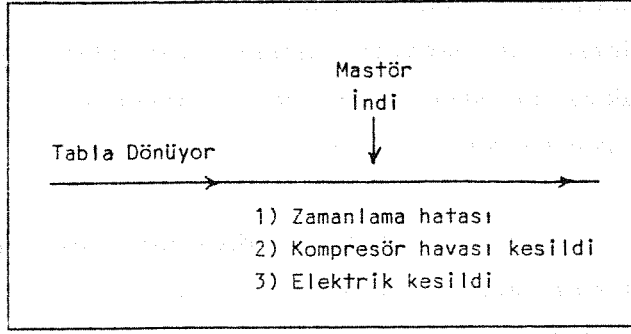 Mastör
İndi
Tabla Dönüyor
1) Zamanlama hatası
2) Kompresör havası kesildi
3) Elektrik kesildi